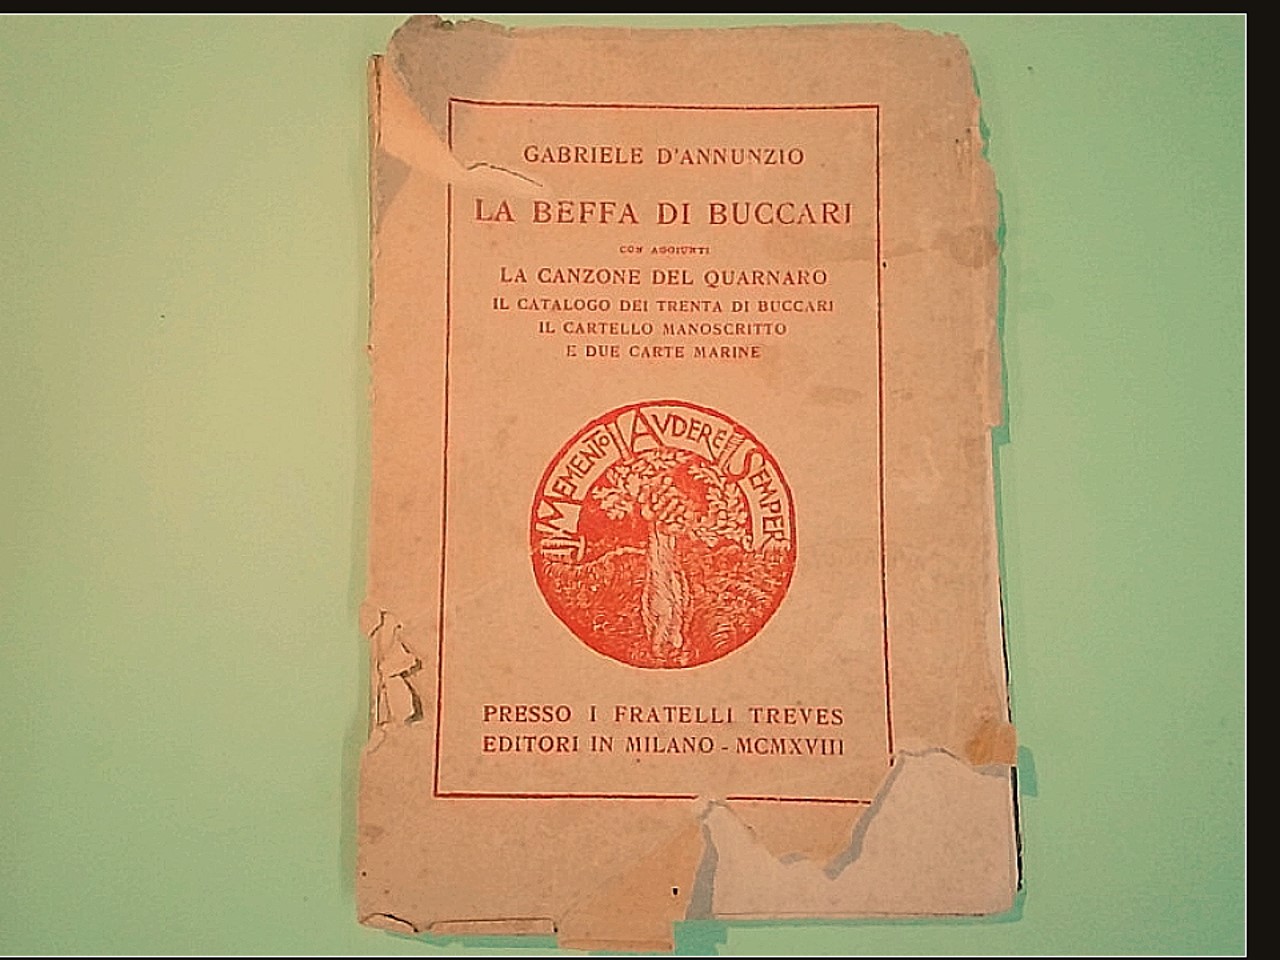 GABRIELE D'ANNUNZIO
LA BEFFA DI BUCCARI
CON AGGIUNTI
LA CANZONE DEL QUARNARO
IL CATALOGO DEI TRENTA DI BUCCARI
IL CARTELLO MANOSCRITTO
E DUE CARTE MARINE
MEMENTO AVDERE SEMPER
PRESSO I FRATELLI TREVES
EDITORI IN MILANO - MCMXVIII